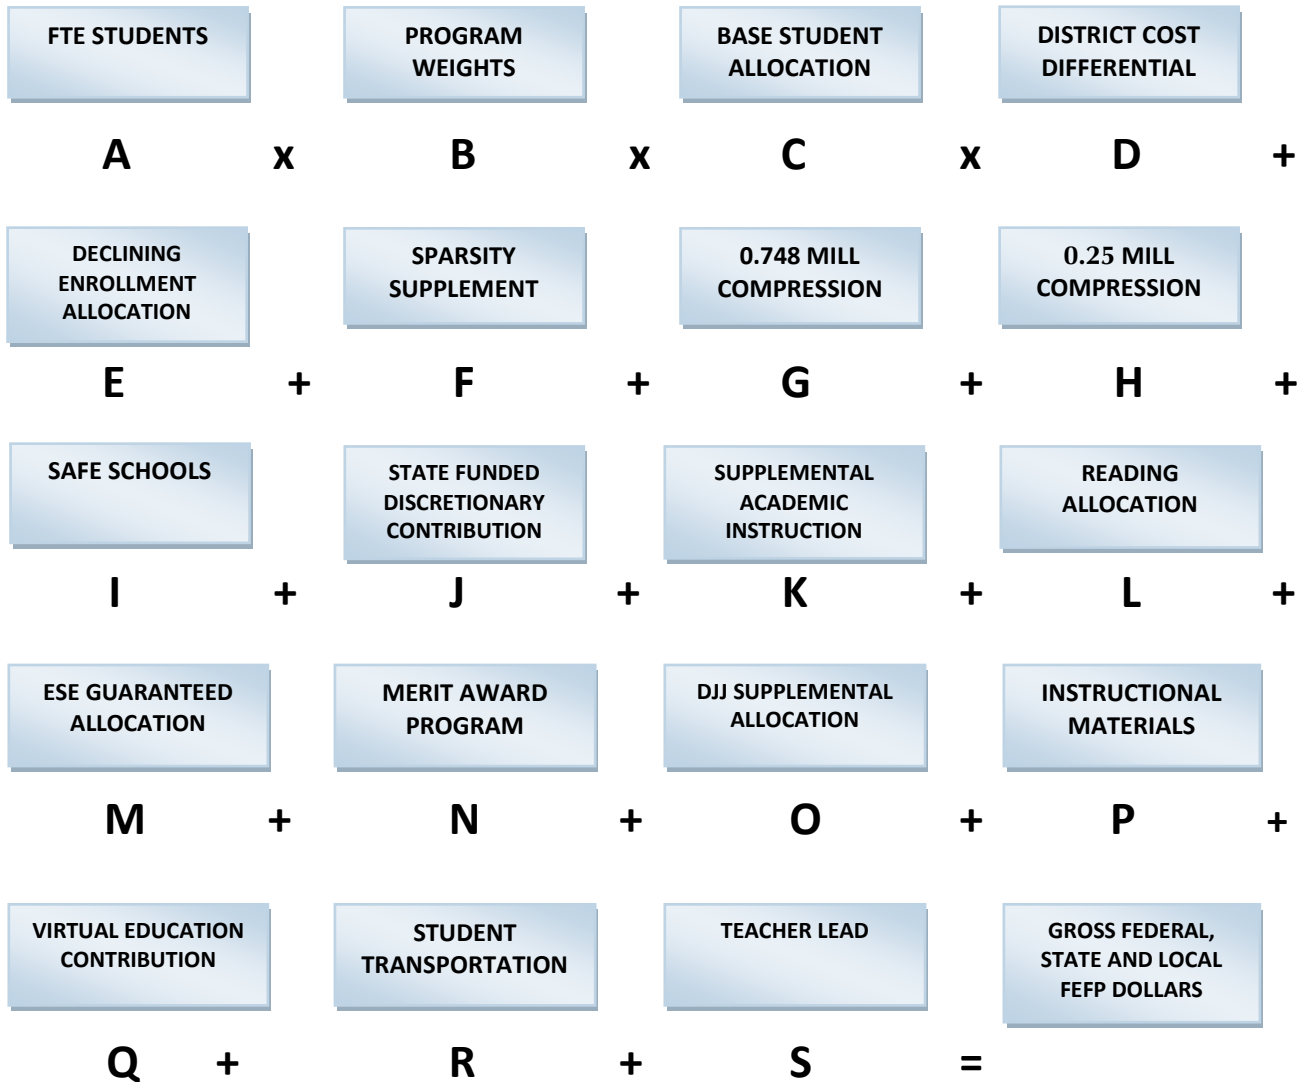 FTE STUDENTS
PROGRAM
WEIGHTS
BASE STUDENT
ALLOCATION
DISTRICT COST
DIFFERENTIAL
A x B x C x D +
DECLINING
ENROLLMENT
ALLOCATION
SPARSITY
SUPPLEMENT
0.748 MILL
COMPRESSION
0.25 MILL
COMPRESSION
E + F + G + H +
SAFE SCHOOLS
STATE FUNDED
DISCRETIONARY
CONTRIBUTION
SUPPLEMENTAL
ACADEMIC
INSTRUCTION
READING
ALLOCATION
I + J + K + L +
ESE GUARANTEED
ALLOCATION
MERIT AWARD
PROGRAM
DJJ SUPPLEMENTAL
ALLOCATION
INSTRUCTIONAL
MATERIALS
M + N + O + P +
VIRTUAL EDUCATION
CONTRIBUTION
STUDENT
TRANSPORTATION
TEACHER LEAD
GROSS FEDERAL,
STATE AND LOCAL
FEFP DOLLARS
Q + R + S =